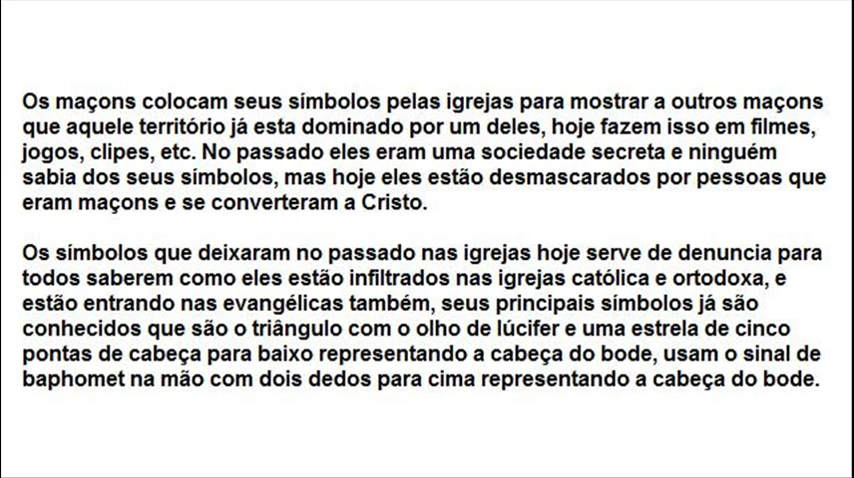 Os maçons colocam seus símbolos pelas igrejas para mostrar a outros maçons
que aquele território já esta dominado por um deles, hoje fazem isso em filmes,
jogos, clipes, etc. No passado eles eram uma sociedade secreta e ninguém
sabia dos seus símbolos, mas hoje eles estão desmascarados por pessoas que
eram maçons e se converteram a Cristo.
Os símbolos que deixaram no passado nas igrejas hoje serve de denuncia para
todos saberem como eles estão infiltrados nas igrejas católica e ortodoxa, e
estão entrando nas evangélicas também, seus principais símbolos já são
conhecidos que são o triângulo com o olho de lúcifer e uma estrela de cinco
pontas de cabeça para baixo representando a cabeça do bode, usam o sinal de
baphomet na mão com dois dedos para cima representando a cabeça do bode.